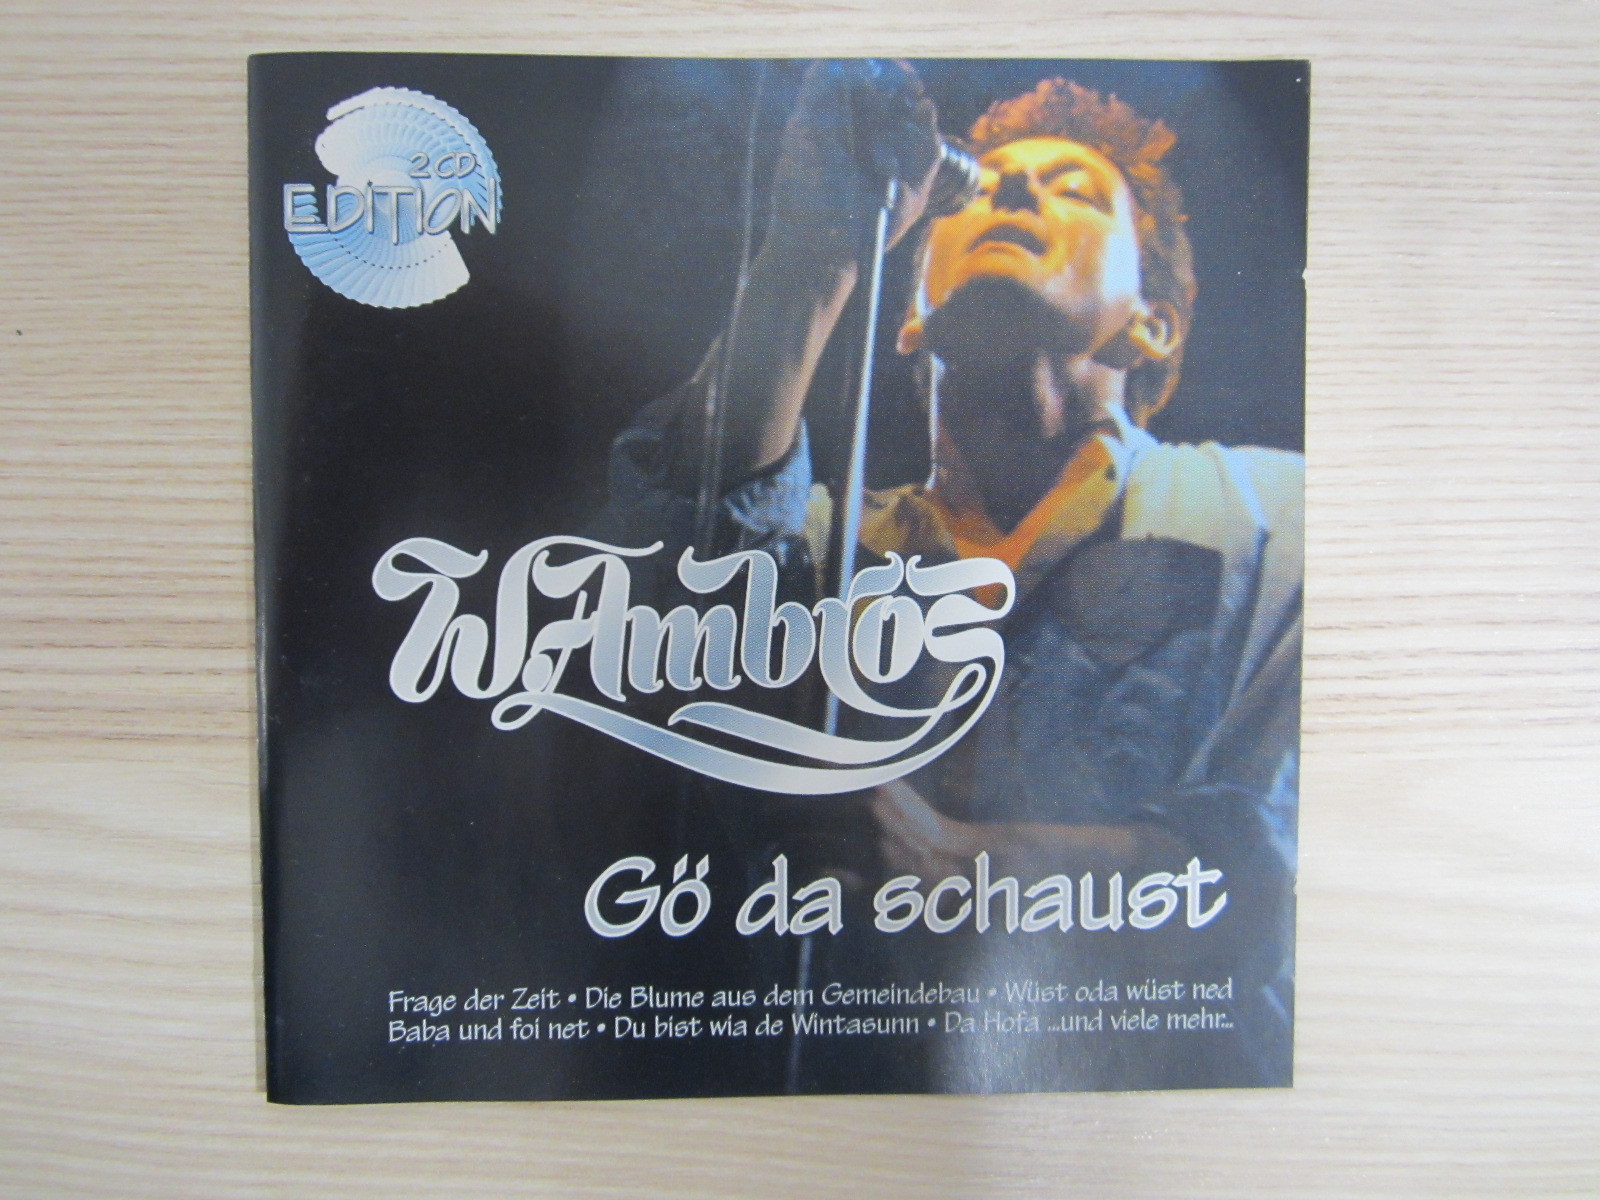 2 CD
EDITION
W. Ambros
Gö da schaust
Frage der Zeit • Die Blume aus dem Gemeindebau • Wüst oda wüst ned
Baba und foi net • Du bist wia de Wintasunn • Da Hofa ...und viele mehr...